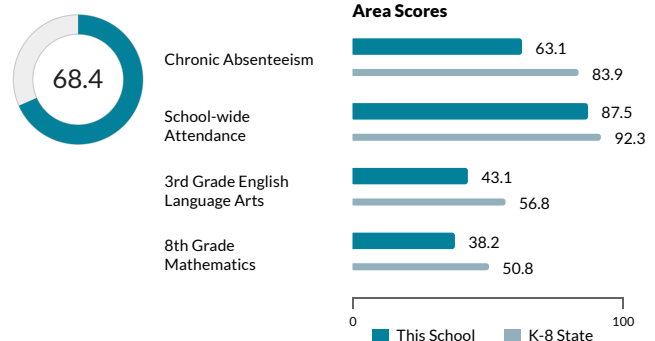 Area Scores
68.4
Chronic Absenteeism
63.1
83.9
School-wide
Attendance
87.5
92.3
3rd Grade English
Language Arts
43.1
56.8
8th Grade
Mathematics
38.2
50.8
0 100
This School K-8 State